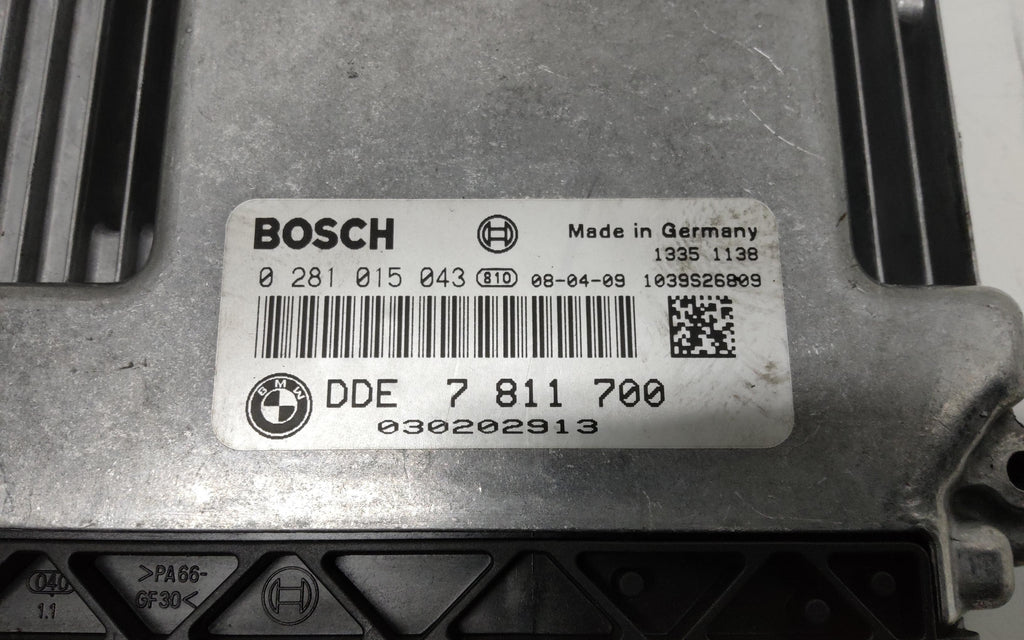 BOSCH Made in Germany
1335 1138
0 281 015 043 810 08-04-09 1039S26809
BMW DDE 7 811 700
030202913
040 >PA66-
1.1 GF30<